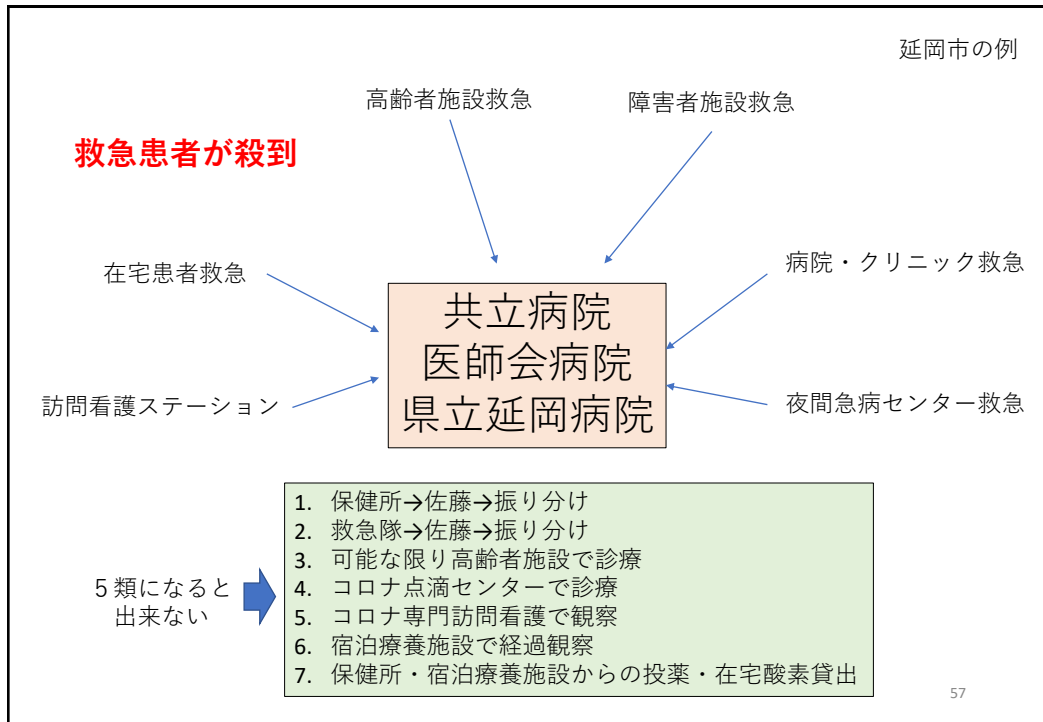 延岡市の例
高齢者施設救急
障害者施設救急
救急患者が殺到
在宅患者救急
病院・クリニック救急
共立病院
医師会病院
県立延岡病院
訪問看護ステーション
夜間急病センター救急
５類になると
出来ない
1. 保健所→佐藤→振り分け
2. 救急隊→佐藤→振り分け
3. 可能な限り高齢者施設で診療
4. コロナ点滴センターで診療
5. コロナ専門訪問看護で観察
6. 宿泊療養施設で経過観察
7. 保健所・宿泊療養施設からの投薬・在宅酸素貸出
57